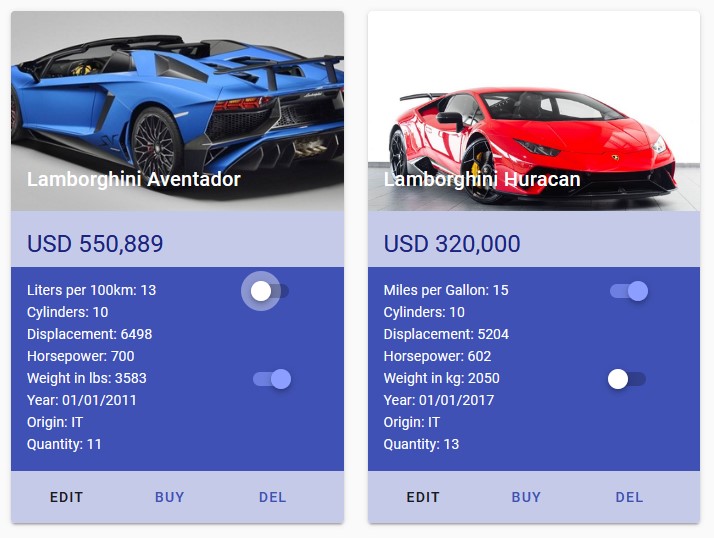 Lamborghini Aventador
USD 550,889
Liters per 100km: 13
Cylinders: 10
Displacement: 6498
Horsepower: 700
Weight in lbs: 3583
Year: 01/01/2011
Origin: IT
Quantity: 11
EDIT BUY DEL
Lamborghini Huracan
USD 320,000
Miles per Gallon: 15
Cylinders: 10
Displacement: 5204
Horsepower: 602
Weight in kg: 2050
Year: 01/01/2017
Origin: IT
Quantity: 13
EDIT BUY DEL